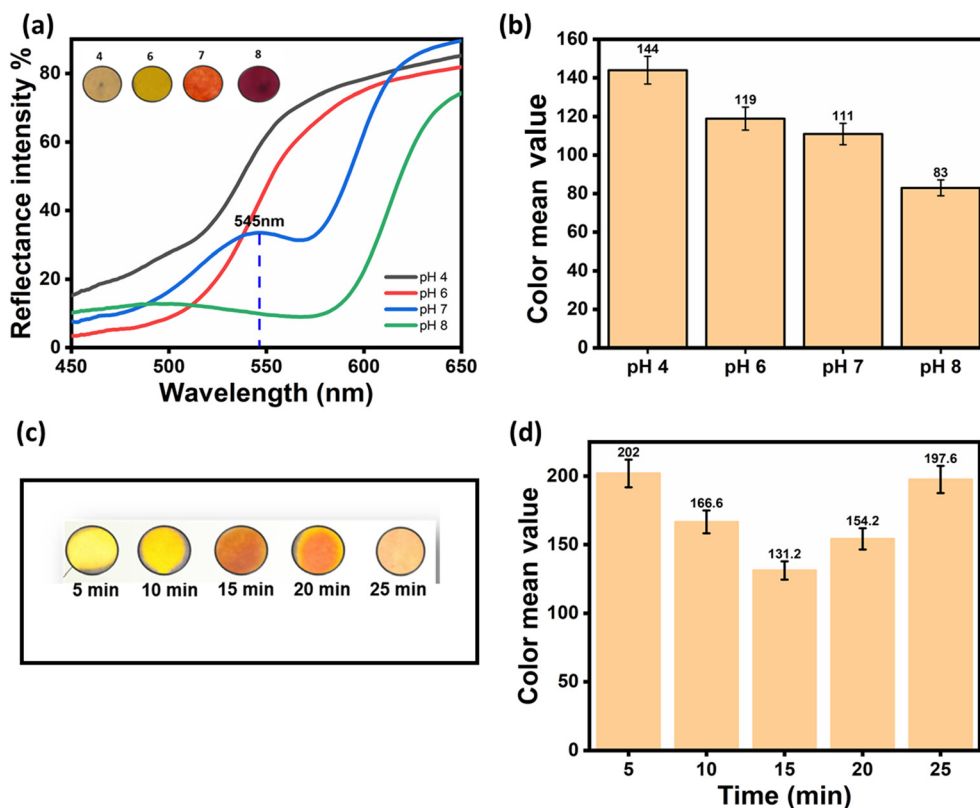 (a)
Reflectance intensity %
80
60
40
20
0
4 6 7 8
545nm
pH 4
pH 6
pH 7
pH 8
450 500 550 600 650
Wavelength (nm)
(b)
Color mean value
160
140
120
100
80
60
40
20
0
144
119
111
83
pH 4 pH 6 pH 7 pH 8
(c)
5 min 10 min 15 min 20 min 25 min
(d)
Color mean value
200
150
100
50
0
202
166.6
131.2
154.2
197.6
5 10 15 20 25
Time (min)